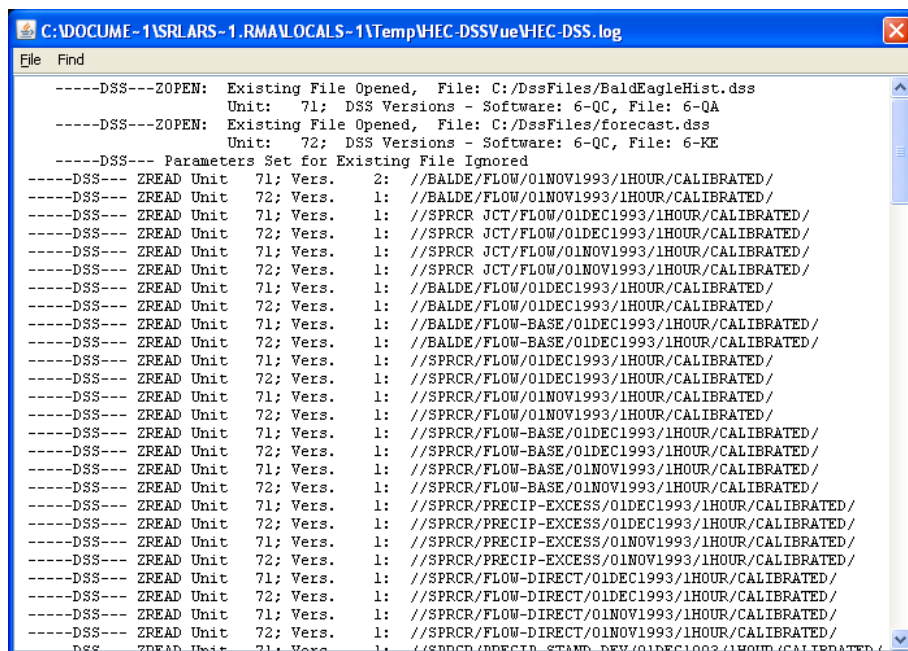 C:\DOCUME~1\SRLARS~1.RMA\LOCALS~1\Temp\HEC-DSSVue\HEC-DSS.log
File Find
-----DSS---ZOPEN: Existing File Opened, File: C:/DssFiles/BaldEagleHist.dss
Unit: 71; DSS Versions - Software: 6-QC, File: 6-QA
-----DSS---ZOPEN: Existing File Opened, File: C:/DssFiles/forecast.dss
Unit: 72; DSS Versions - Software: 6-QC, File: 6-KE
-----DSS--- Parameters Set for Existing File Ignored
-----DSS--- ZREAD Unit 71; Vers. 2: //BALDE/FLOW/01NOV1993/1HOUR/CALIBRATED/
-----DSS--- ZREAD Unit 72; Vers. 1: //BALDE/FLOW/01NOV1993/1HOUR/CALIBRATED/
-----DSS--- ZREAD Unit 71; Vers. 1: //SPRCR JCT/FLOW/01DEC1993/1HOUR/CALIBRATED/
-----DSS--- ZREAD Unit 72; Vers. 1: //SPRCR JCT/FLOW/01DEC1993/1HOUR/CALIBRATED/
-----DSS--- ZREAD Unit 71; Vers. 1: //SPRCR JCT/FLOW/01NOV1993/1HOUR/CALIBRATED/
-----DSS--- ZREAD Unit 72; Vers. 1: //SPRCR JCT/FLOW/01NOV1993/1HOUR/CALIBRATED/
-----DSS--- ZREAD Unit 71; Vers. 1: //BALDE/FLOW/01DEC1993/1HOUR/CALIBRATED/
-----DSS--- ZREAD Unit 72; Vers. 1: //BALDE/FLOW/01DEC1993/1HOUR/CALIBRATED/
-----DSS--- ZREAD Unit 71; Vers. 1: //BALDE/FLOW-BASE/01DEC1993/1HOUR/CALIBRATED/
-----DSS--- ZREAD Unit 72; Vers. 1: //BALDE/FLOW-BASE/01DEC1993/1HOUR/CALIBRATED/
-----DSS--- ZREAD Unit 71; Vers. 1: //SPRCR/FLOW/01DEC1993/1HOUR/CALIBRATED/
-----DSS--- ZREAD Unit 72; Vers. 1: //SPRCR/FLOW/01DEC1993/1HOUR/CALIBRATED/
-----DSS--- ZREAD Unit 71; Vers. 1: //SPRCR/FLOW/01NOV1993/1HOUR/CALIBRATED/
-----DSS--- ZREAD Unit 72; Vers. 1: //SPRCR/FLOW/01NOV1993/1HOUR/CALIBRATED/
-----DSS--- ZREAD Unit 71; Vers. 1: //SPRCR/FLOW-BASE/01DEC1993/1HOUR/CALIBRATED/
-----DSS--- ZREAD Unit 72; Vers. 1: //SPRCR/FLOW-BASE/01DEC1993/1HOUR/CALIBRATED/
-----DSS--- ZREAD Unit 71; Vers. 1: //SPRCR/FLOW-BASE/01NOV1993/1HOUR/CALIBRATED/
-----DSS--- ZREAD Unit 72; Vers. 1: //SPRCR/FLOW-BASE/01NOV1993/1HOUR/CALIBRATED/
-----DSS--- ZREAD Unit 71; Vers. 1: //SPRCR/PRECIP-EXCESS/01DEC1993/1HOUR/CALIBRATED/
-----DSS--- ZREAD Unit 72; Vers. 1: //SPRCR/PRECIP-EXCESS/01DEC1993/1HOUR/CALIBRATED/
-----DSS--- ZREAD Unit 71; Vers. 1: //SPRCR/PRECIP-EXCESS/01NOV1993/1HOUR/CALIBRATED/
-----DSS--- ZREAD Unit 72; Vers. 1: //SPRCR/PRECIP-EXCESS/01NOV1993/1HOUR/CALIBRATED/
-----DSS--- ZREAD Unit 71; Vers. 1: //SPRCR/FLOW-DIRECT/01DEC1993/1HOUR/CALIBRATED/
-----DSS--- ZREAD Unit 72; Vers. 1: //SPRCR/FLOW-DIRECT/01DEC1993/1HOUR/CALIBRATED/
-----DSS--- ZREAD Unit 71; Vers. 1: //SPRCR/FLOW-DIRECT/01NOV1993/1HOUR/CALIBRATED/
-----DSS--- ZREAD Unit 72; Vers. 1: //SPRCR/FLOW-DIRECT/01NOV1993/1HOUR/CALIBRATED/
-----DSS--- ZREAD Unit 71; Vers. 1: //SPRCR/PRECIP-STAND DEV/01DEC1993/1HOUR/CALIBRATED/